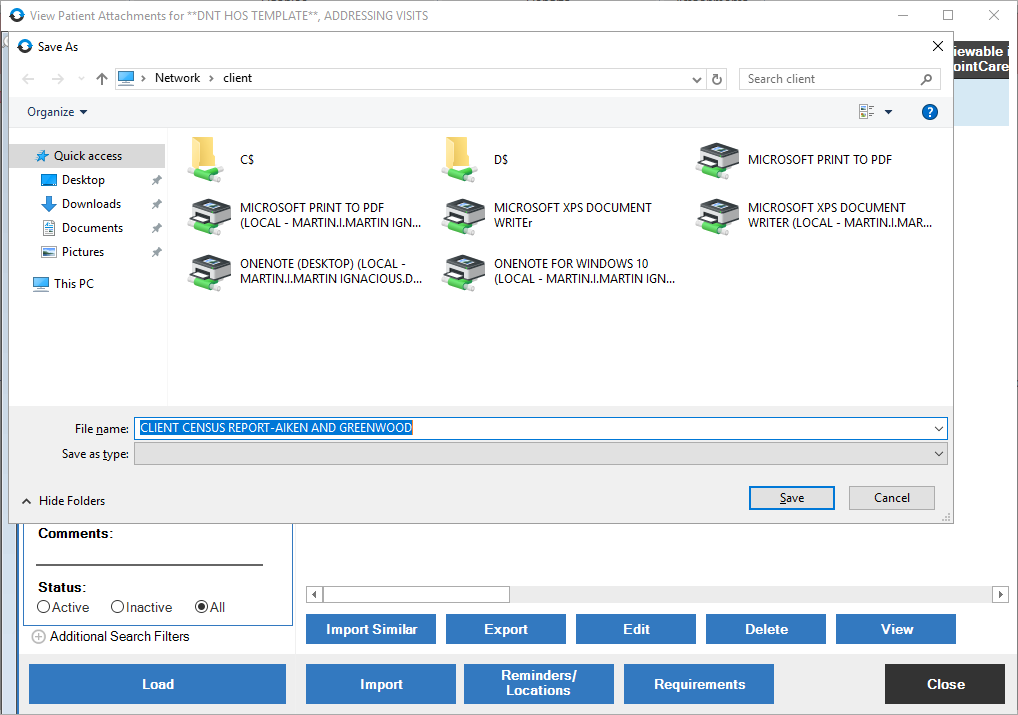 View Patient Attachments for **DNT HOS TEMPLATE**, ADDRESSING VISITS
Save As
Network
client
Search client
Organize
iewable i
ointCare
Quick access
Desktop
Downloads
Documents
Pictures
This PC
C$
D$
MICROSOFT PRINT TO PDF
MICROSOFT PRINT TO PDF
(LOCAL - MARTIN.I.MARTIN IGN...
MICROSOFT XPS DOCUMENT
WRITEr
MICROSOFT XPS DOCUMENT
WRITER (LOCAL - MARTIN.I.MAR...
ONENOTE (DESKTOP) (LOCAL -
MARTIN.I.MARTIN IGNACIOUS.D...
ONENOTE FOR WINDOWS 10
(LOCAL - MARTIN.I.MARTIN IGN...
File name:
CLIENT CENSUS REPORT-AIKEN AND GREENWOOD
Save as type:
Hide Folders
Save
Cancel
Comments:
Status:
Active
Inactive
All
Additional Search Filters
Import Similar
Export
Edit
Delete
View
Load
Import
Reminders/
Locations
Requirements
Close